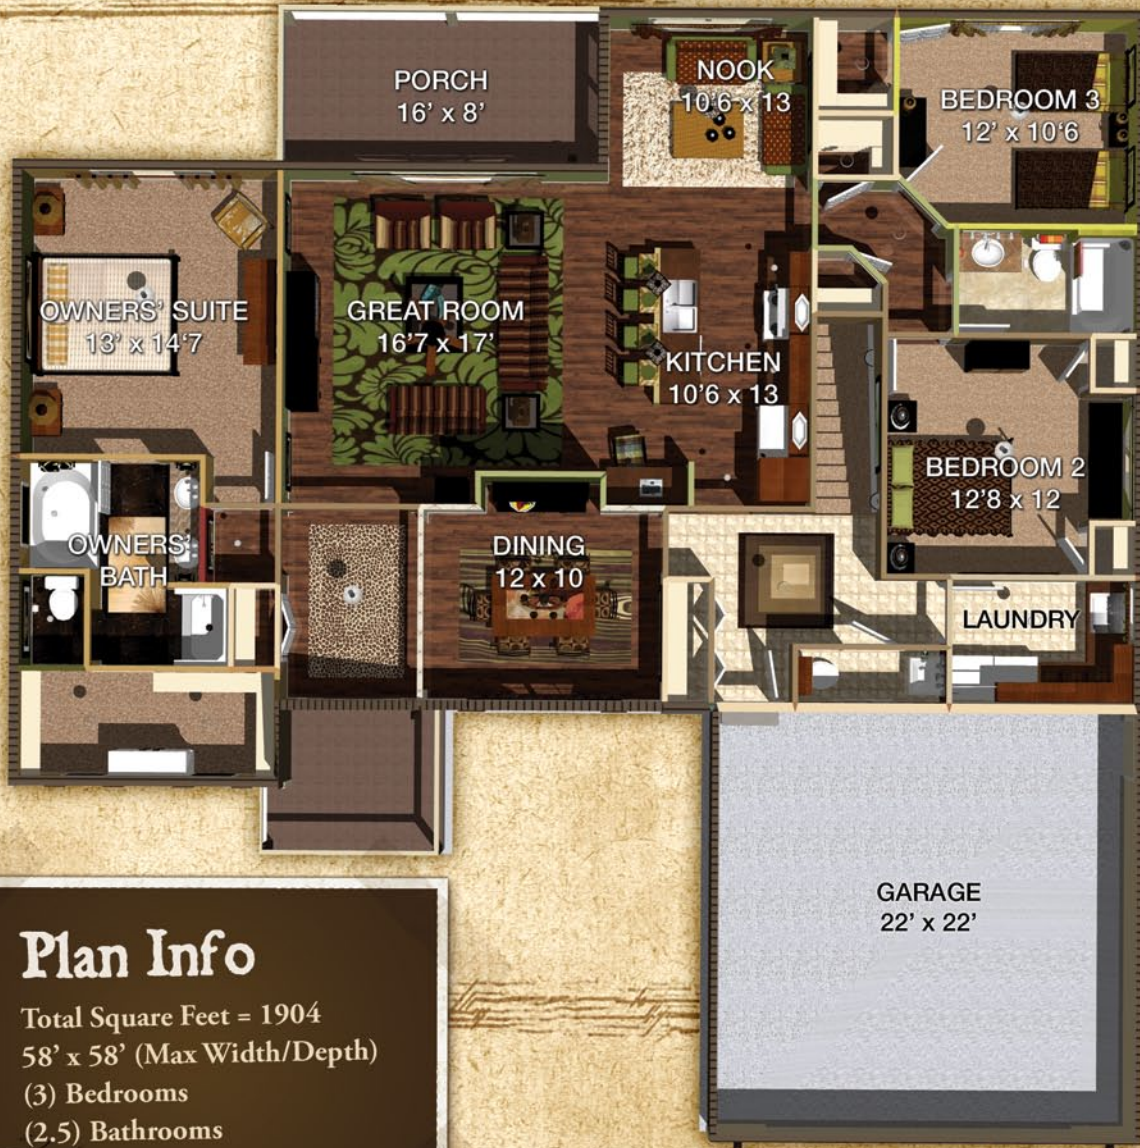 PORCH
16' x 8'
NOOK
10'6 x 13
BEDROOM 3
12' x 10'6
OWNERS' SUITE
13' x 14'7
GREAT ROOM
16'7 x 17'
KITCHEN
10'6 x 13
BEDROOM 2
12'8 x 12
OWNERS'
BATH
DINING
12 x 10
LAUNDRY
GARAGE
22' x 22'
Plan Info
Total Square Feet = 1904
58' x 58' (Max Width/Depth)
(3) Bedrooms
(2.5) Bathrooms